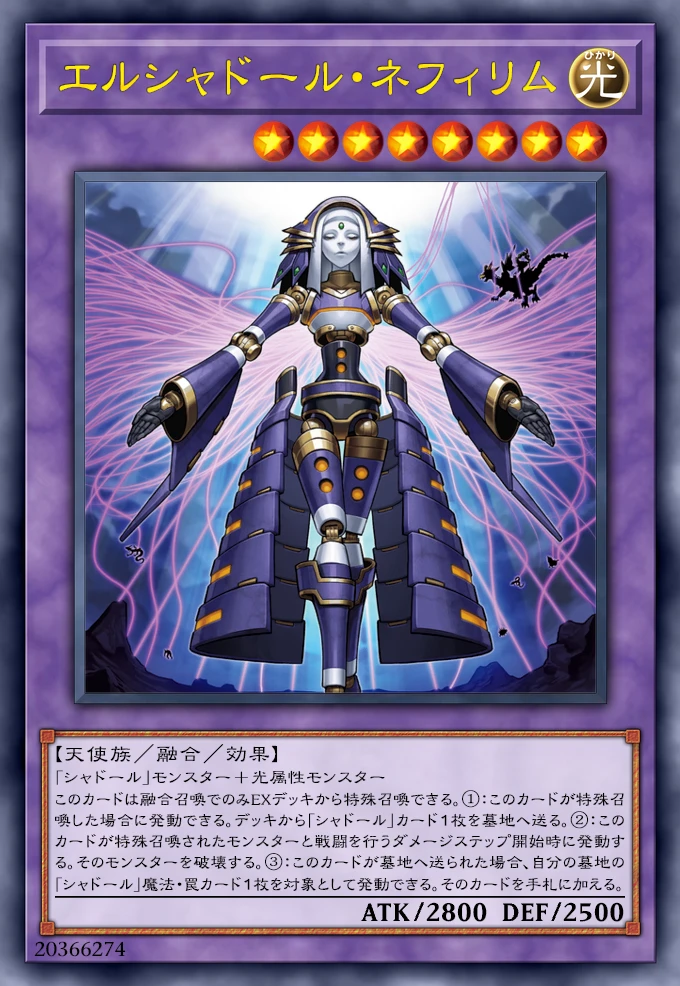 エルシャドール・ネフィリム
ひかり
光
【天使族／融合／効果】
「シャドール」モンスター＋光属性モンスター
このカードは融合召喚でのみEXデッキから特殊召喚できる。①：このカードが特殊召
喚した場合に発動できる。デッキから「シャドール」カード１枚を墓地へ送る。②：この
カードが特殊召喚されたモンスターと戦闘を行うダメージステップ開始時に発動す
る。そのモンスターを破壊する。③：このカードが墓地へ送られた場合、自分の墓地の
「シャドール」魔法・罠カード１枚を対象として発動できる。そのカードを手札に加える。
ATK/2800 DEF/2500
20366274